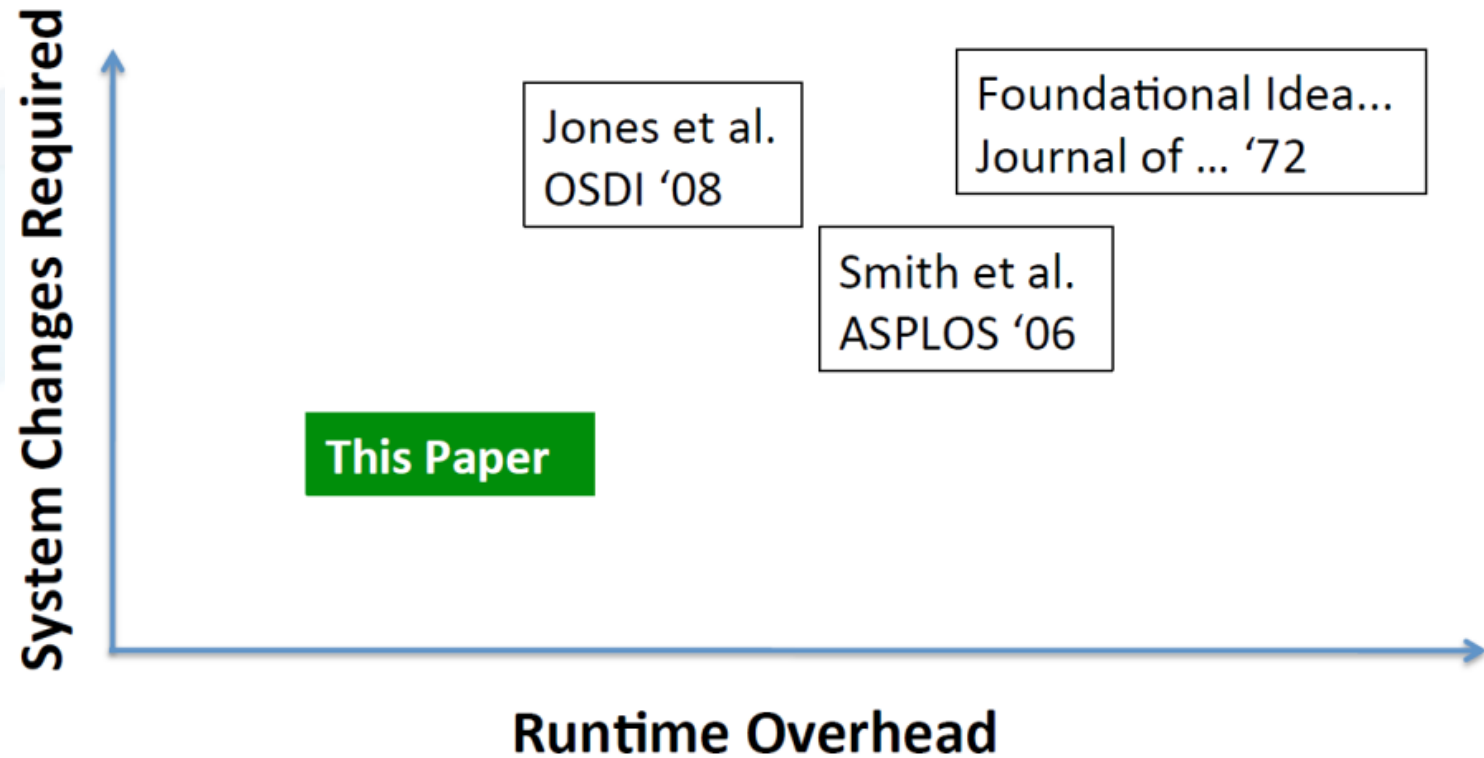 System Changes Required
Foundational Idea...
Journal of ... ‘72
Jones et al.
OSDI ‘08
Smith et al.
ASPLOS ‘06
This Paper
Runtime Overhead